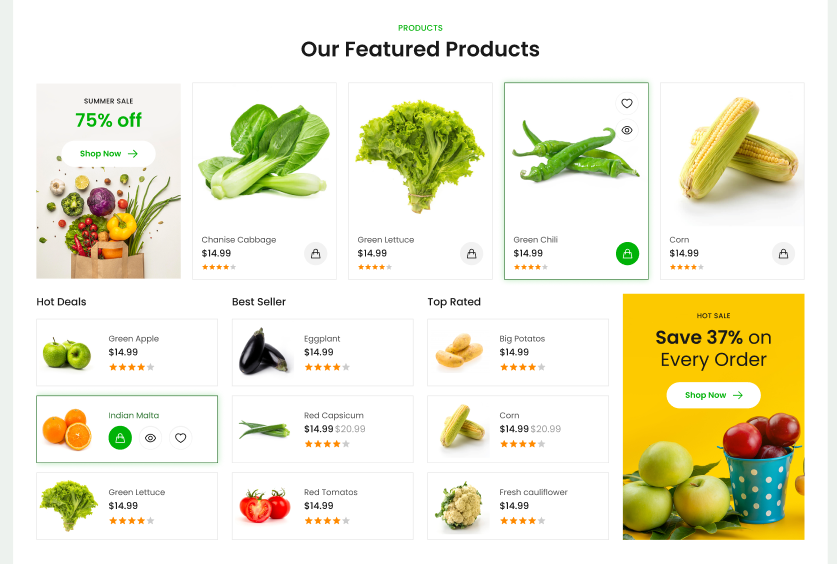 PRODUCTS
Our Featured Products
SUMMER SALE
75% off
Shop Now
Chanise Cabbage
$14.99
Green Lettuce
$14.99
Green Chili
$14.99
Corn
$14.99
Hot Deals
Green Apple
$14.99
Indian Malta
Green Lettuce
$14.99
Best Seller
Eggplant
$14.99
Red Capsicum
$14.99 $20.99
Red Tomatos
$14.99
Top Rated
Big Potatos
$14.99
Corn
$14.99 $20.99
Fresh cauliflower
$14.99
HOT SALE
Save 37% on
Every Order
Shop Now